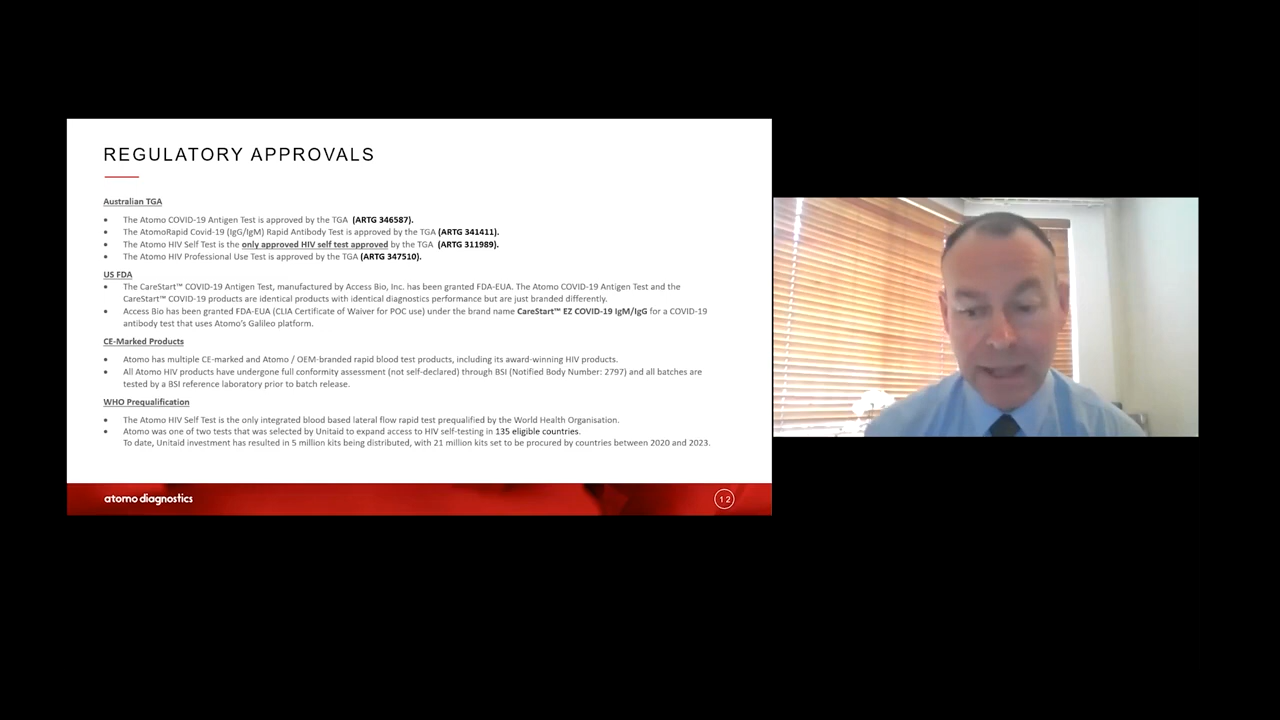 REGULATORY APPROVALS
Australian TGA
• The Atomo COVID-19 Antigen Test is approved by the TGA (ARTG 346587).
• The AtomoRapid Covid-19 (IgG/IgM) Rapid Antibody Test is approved by the TGA (ARTG 341411).
• The Atomo HIV Self Test is the only approved HIV self test approved by the TGA (ARTG 311989).
• The Atomo HIV Professional Use Test is approved by the TGA (ARTG 347510).
US FDA
• The CareStart™ COVID-19 Antigen Test, manufactured by Access Bio, Inc. has been granted FDA-EUA. The Atomo COVID-19 Antigen Test and the
CareStart™ COVID-19 products are identical products with identical diagnostics performance but are just branded differently.
• Access Bio has been granted FDA-EUA (CLIA Certificate of Waiver for POC use) under the brand name CareStart™ EZ COVID-19 IgM/IgG for a COVID-19
antibody test that uses Atomo's Galileo platform.
CE-Marked Products
• Atomo has multiple CE-marked and Atomo / OEM-branded rapid blood test products, including its award-winning HIV products.
• All Atomo HIV products have undergone full conformity assessment (not self-declared) through BSI (Notified Body Number: 2797) and all batches are
tested by a BSI reference laboratory prior to batch release.
WHO Prequalification
• The Atomo HIV Self Test is the only integrated blood based lateral flow rapid test prequalified by the World Health Organisation.
• Atomo was one of two tests that was selected by Unitaid to expand access to HIV self-testing in 135 eligible countries.
To date, Unitaid investment has resulted in 5 million kits being distributed, with 21 million kits set to be procured by countries between 2020 and 2023.
atomo diagnostics
12